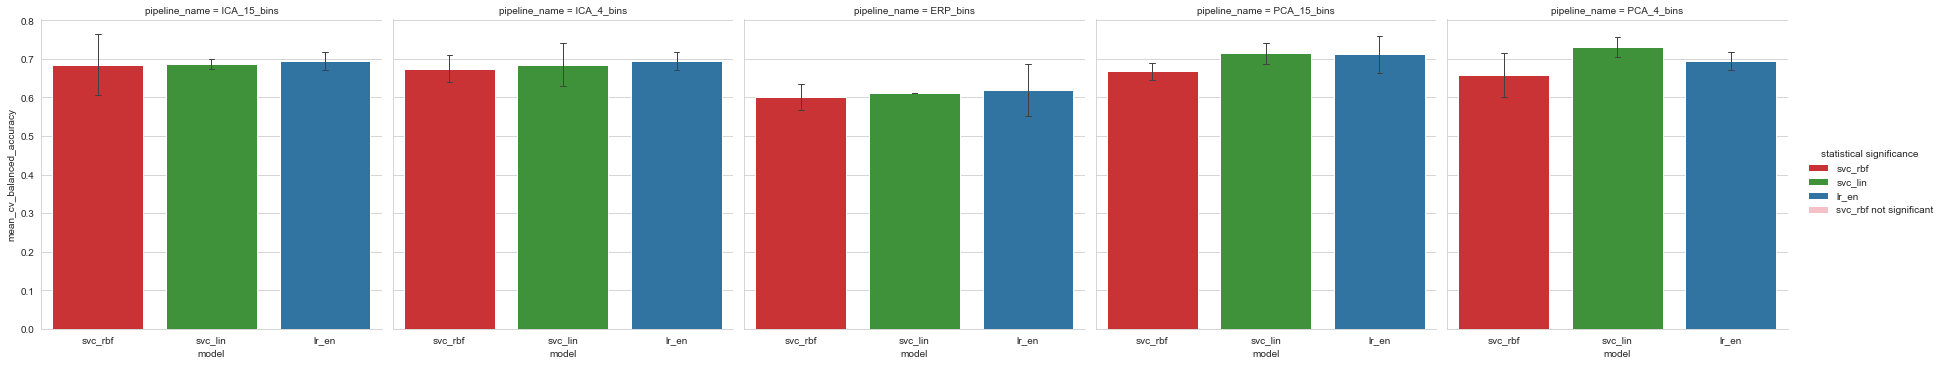 pipeline_name = ICA_15_bins
pipeline_name = ICA_4_bins
pipeline_name = ERP_bins
pipeline_name = PCA_15_bins
pipeline_name = PCA_4_bins
mean_cv_balanced_accuracy
0.8
0.7
0.6
0.5
0.4
0.3
0.2
0.1
0.0
svc_rbf svc_lin lr_en
model
svc_rbf svc_lin lr_en
model
svc_rbf svc_lin lr_en
model
svc_rbf svc_lin lr_en
model
svc_rbf svc_lin lr_en
model
statistical significance
svc_rbf
svc_lin
lr_en
svc_rbf not significant